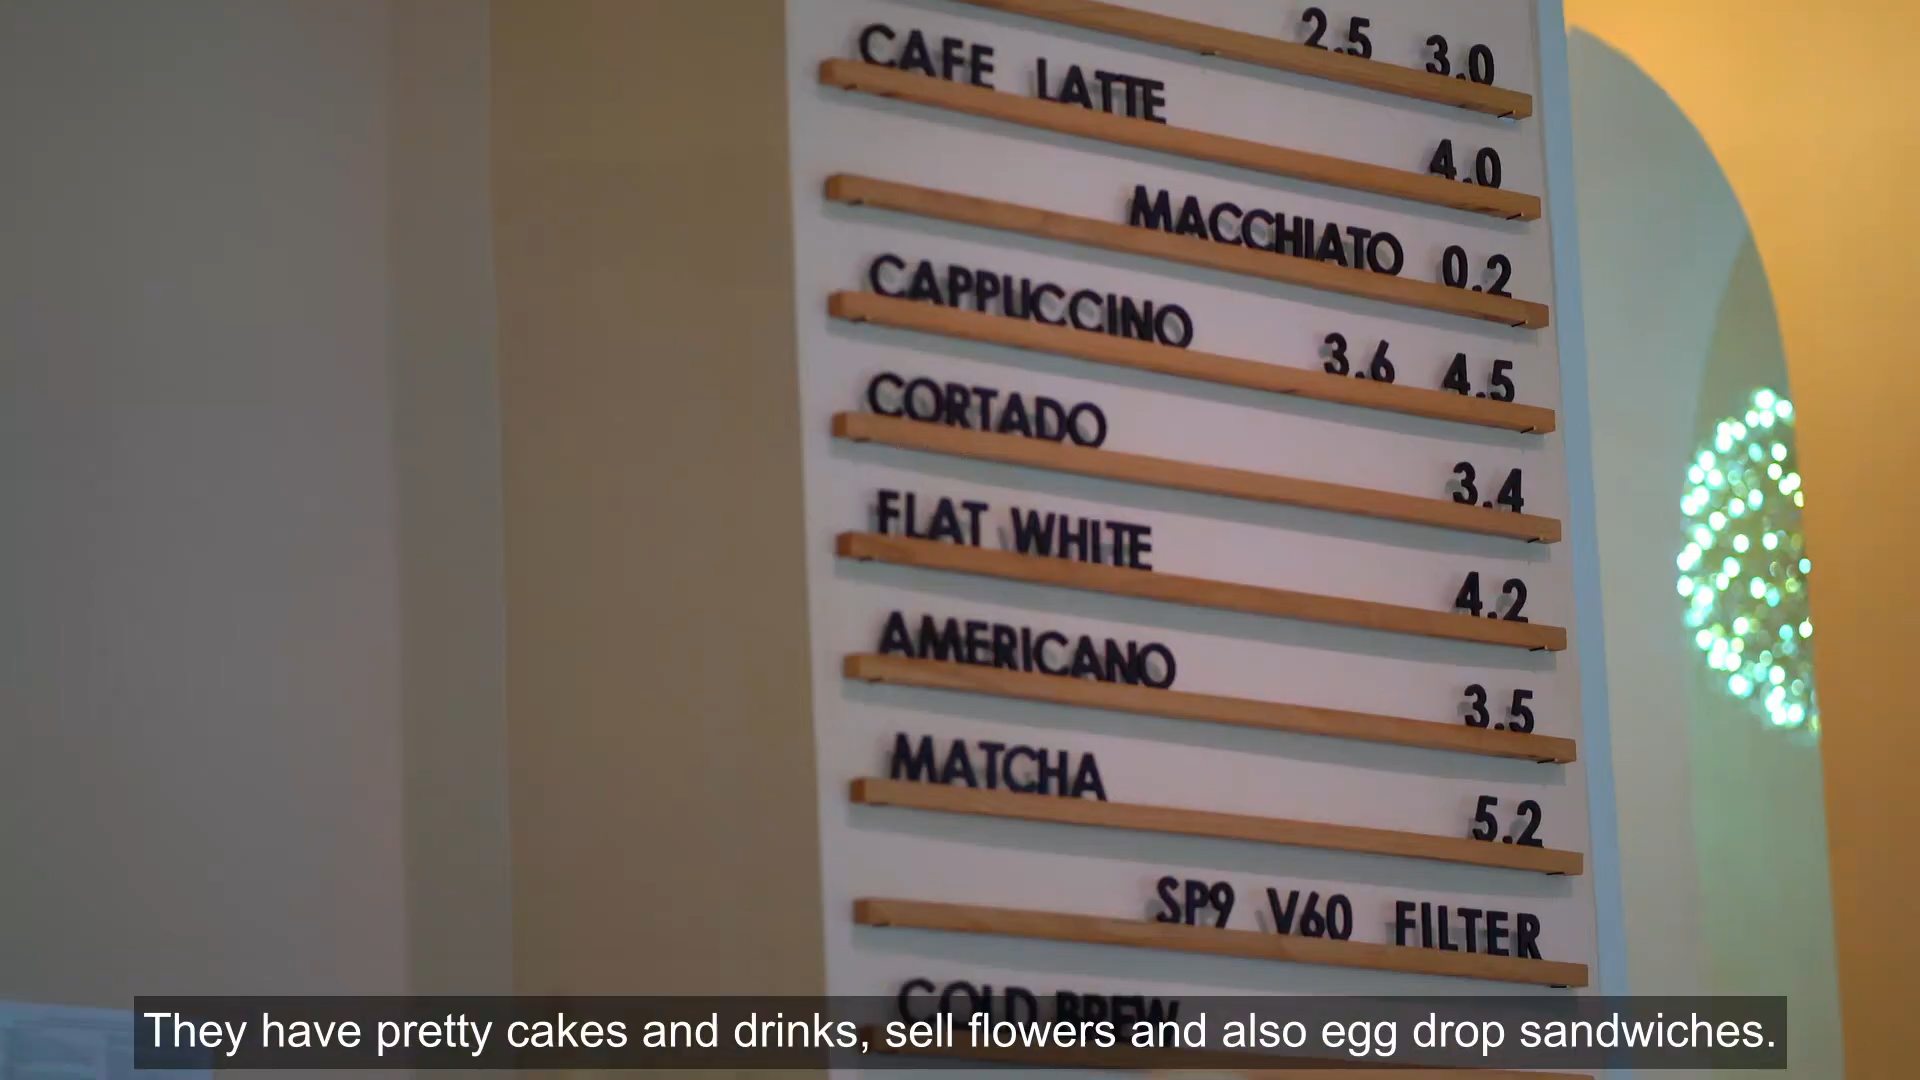 2.5 3.0
CAFE LATTE 4.0
MACCHIATO 0.2
CAPPUCCINO 3.6 4.5
CORTADO 3.4
FLAT WHITE 4.2
AMERICANO 3.5
MATCHA 5.2
SP9 V60 FILTER
COLD BREW
They have pretty cakes and drinks, sell flowers and also egg drop sandwiches.